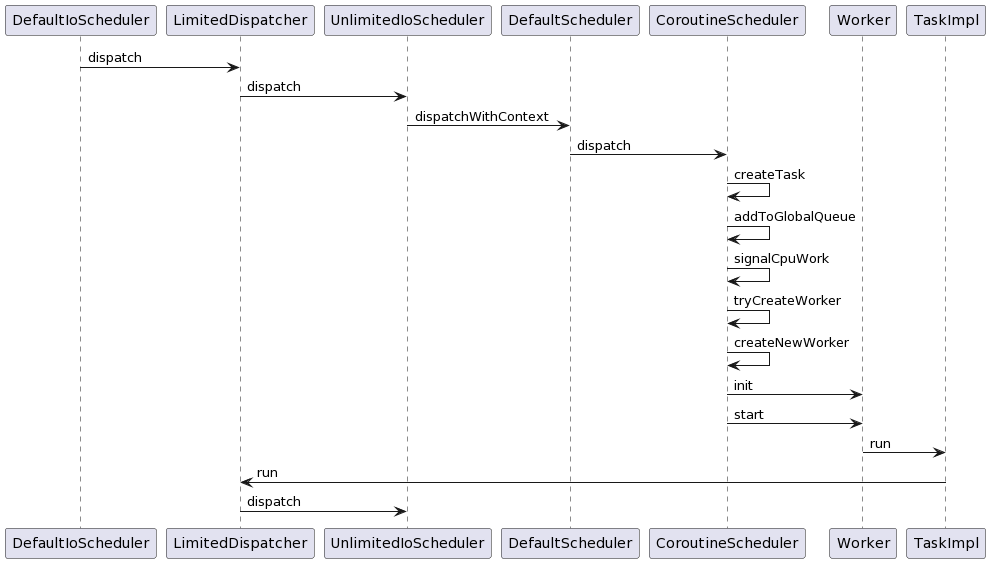 DefaultIoScheduler LimitedDispatcher UnlimitedIoScheduler DefaultScheduler CoroutineScheduler Worker TaskImpl
dispatch
dispatch
dispatchWithContext
dispatch
createTask
addToGlobalQueue
signalCpuWork
tryCreateWorker
createNewWorker
init
start
run
run
dispatch
DefaultIoScheduler LimitedDispatcher UnlimitedIoScheduler DefaultScheduler CoroutineScheduler Worker TaskImpl